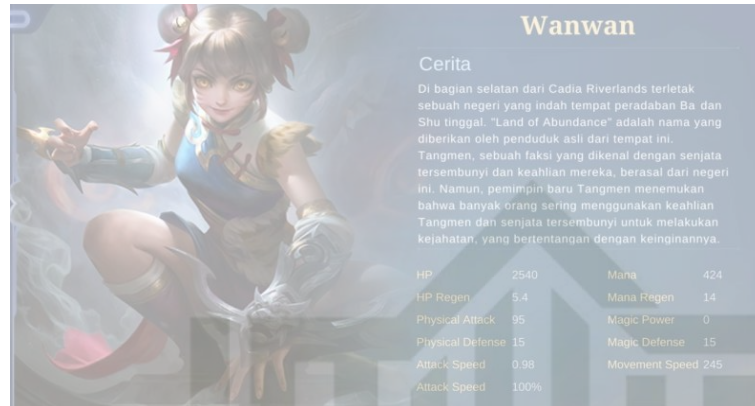 Wanwan
Cerita
Di bagian selatan dari Cadia Riverlands terletak
sebuah negeri yang indah tempat peradaban Ba dan
Shu tinggal. "Land of Abundance" adalah nama yang
diberikan oleh penduduk asli dari tempat ini.
Tangmen, sebuah faksi yang dikenal dengan senjata
tersembunyi dan keahlian mereka, berasal dari negeri
ini. Namun, pemimpin baru Tangmen menemukan
bahwa banyak orang sering menggunakan keahlian
Tangmen dan senjata tersembunyi untuk melakukan
kejahatan, yang bertentangan dengan keinginannya.
HP 2540 Mana 424
HP Regen 5.4 Mana Regen 14
Physical Attack 95 Magic Power 0
Physical Defense 15 Magic Defense 15
Attack Speed 0.98 Movement Speed 245
Attack Speed 100%